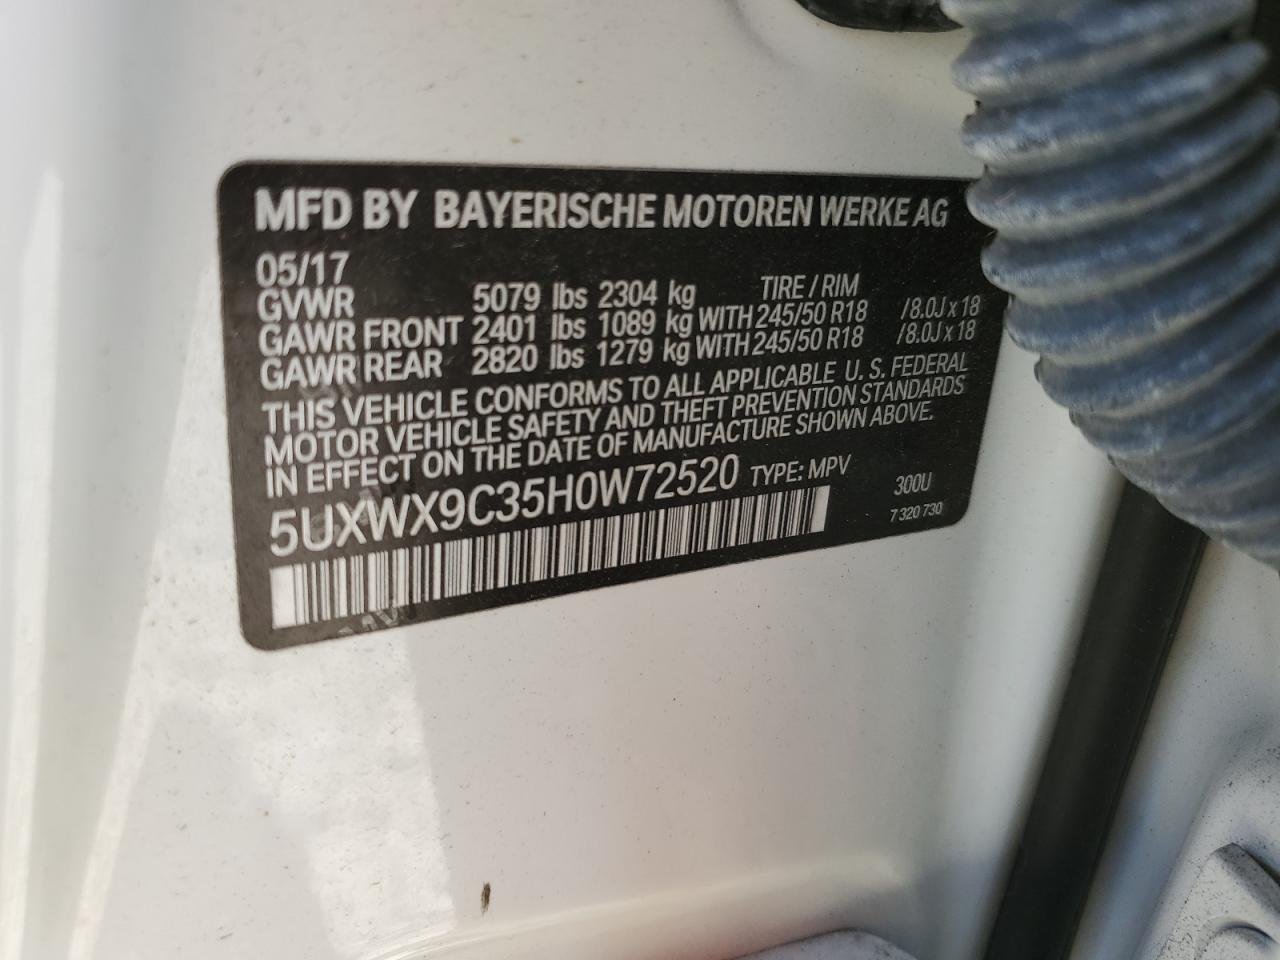 MFD BY BAYERISCHE MOTOREN WERKE AG
05/17
GVWR 5079 lbs 2304 kg TIRE / RIM
GAWR FRONT 2401 lbs 1089 kg WITH 245/50 R18 /8.0J x 18
GAWR REAR 2820 lbs 1279 kg WITH 245/50 R18 /8.0J x 18
THIS VEHICLE CONFORMS TO ALL APPLICABLE U. S. FEDERAL
MOTOR VEHICLE SAFETY AND THEFT PREVENTION STANDARDS
IN EFFECT ON THE DATE OF MANUFACTURE SHOWN ABOVE.
5UXWX9C35H0W72520 TYPE: MPV 300U
7 320 730